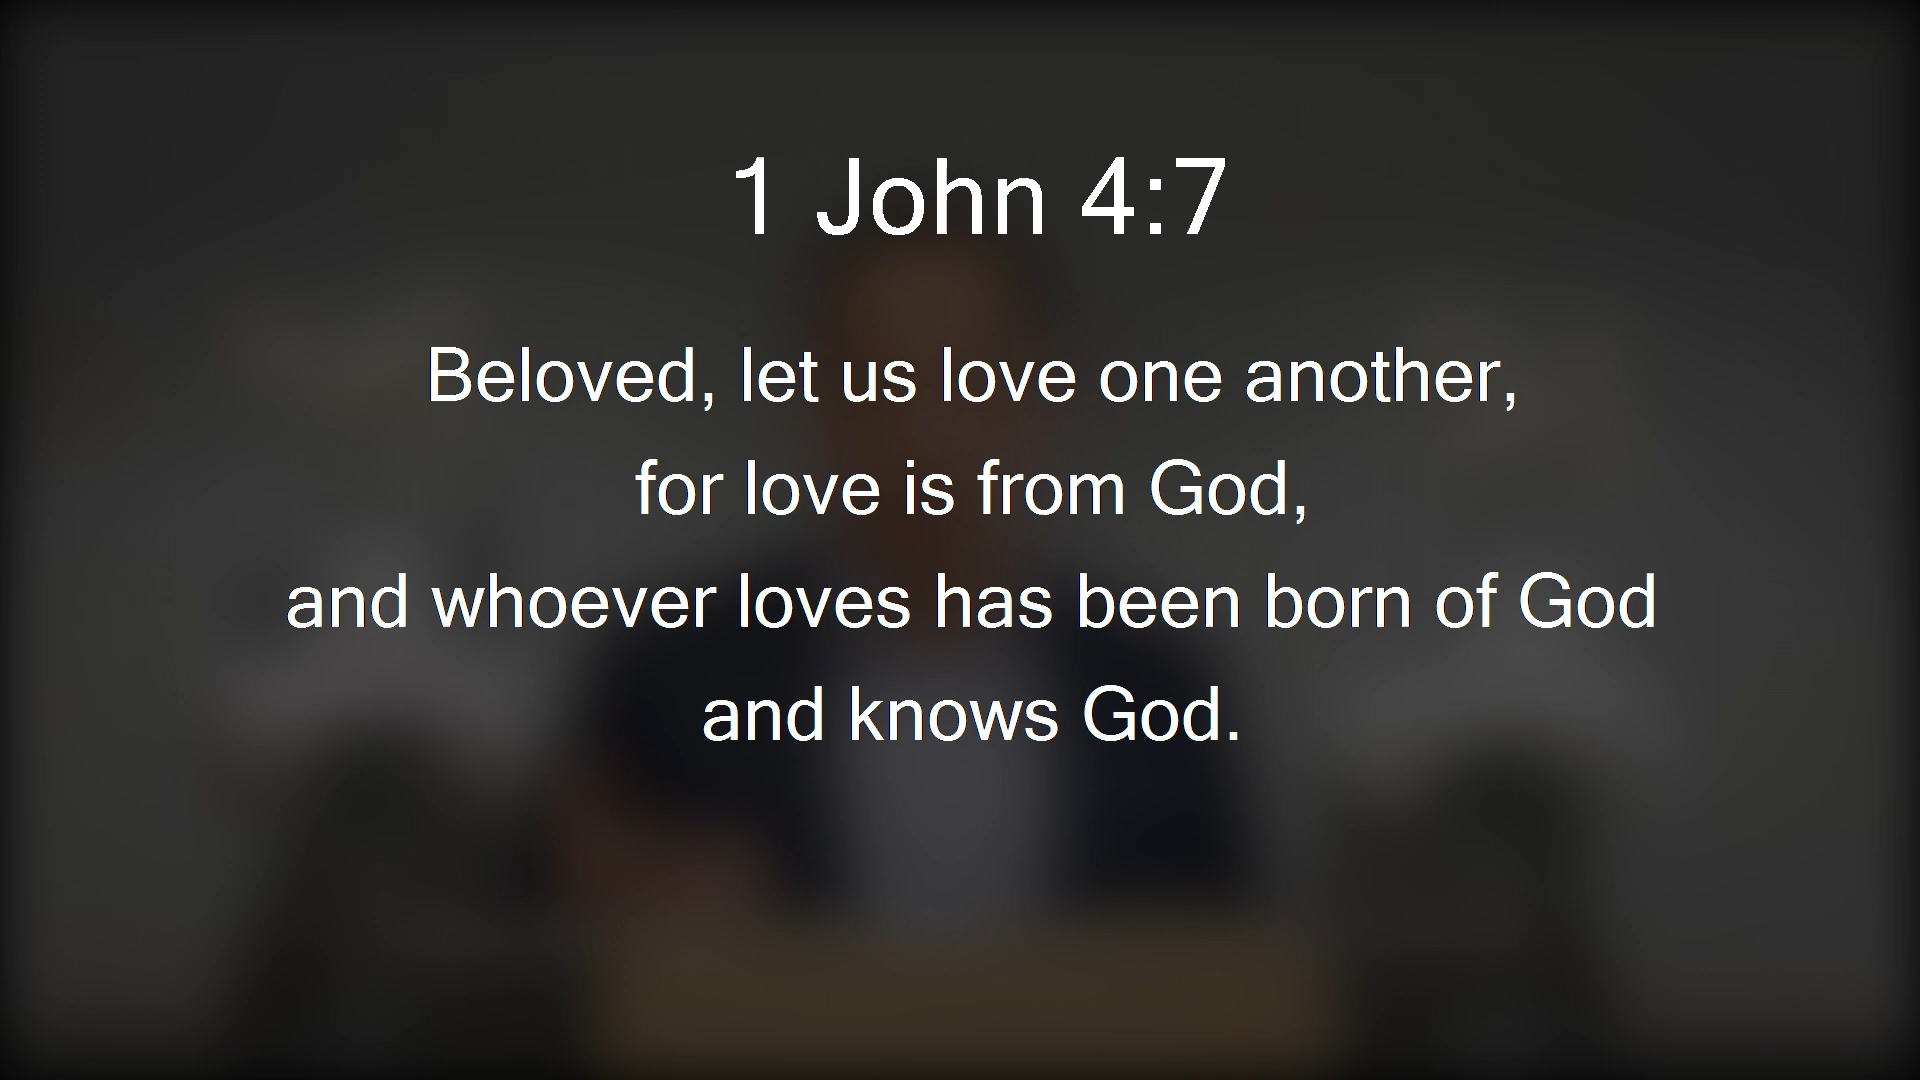 1 John 4:7
Beloved, let us love one another,
for love is from God,
and whoever loves has been born of God
and knows God.